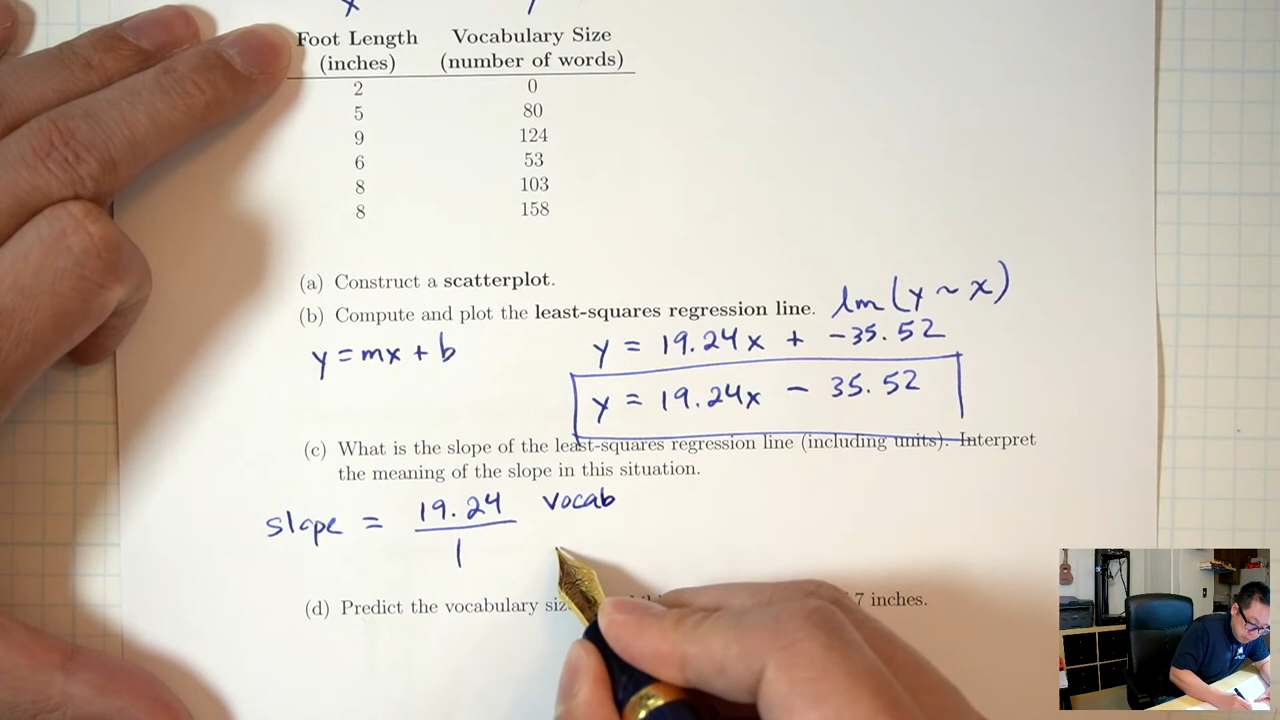 x y
Foot Length Vocabulary Size
(inches) (number of words)
2 0
5 80
9 124
6 53
8 103
8 158
(a) Construct a scatterplot.
(b) Compute and plot the least-squares regression line. lm(y ~ x)
y = mx + b
y = 19.24x + -35.52
y = 19.24x - 35.52
(c) What is the slope of the least-squares regression line (including units). Interpret
the meaning of the slope in this situation.
slope = 19.24 vocab
1
(d) Predict the vocabulary 7 inches.